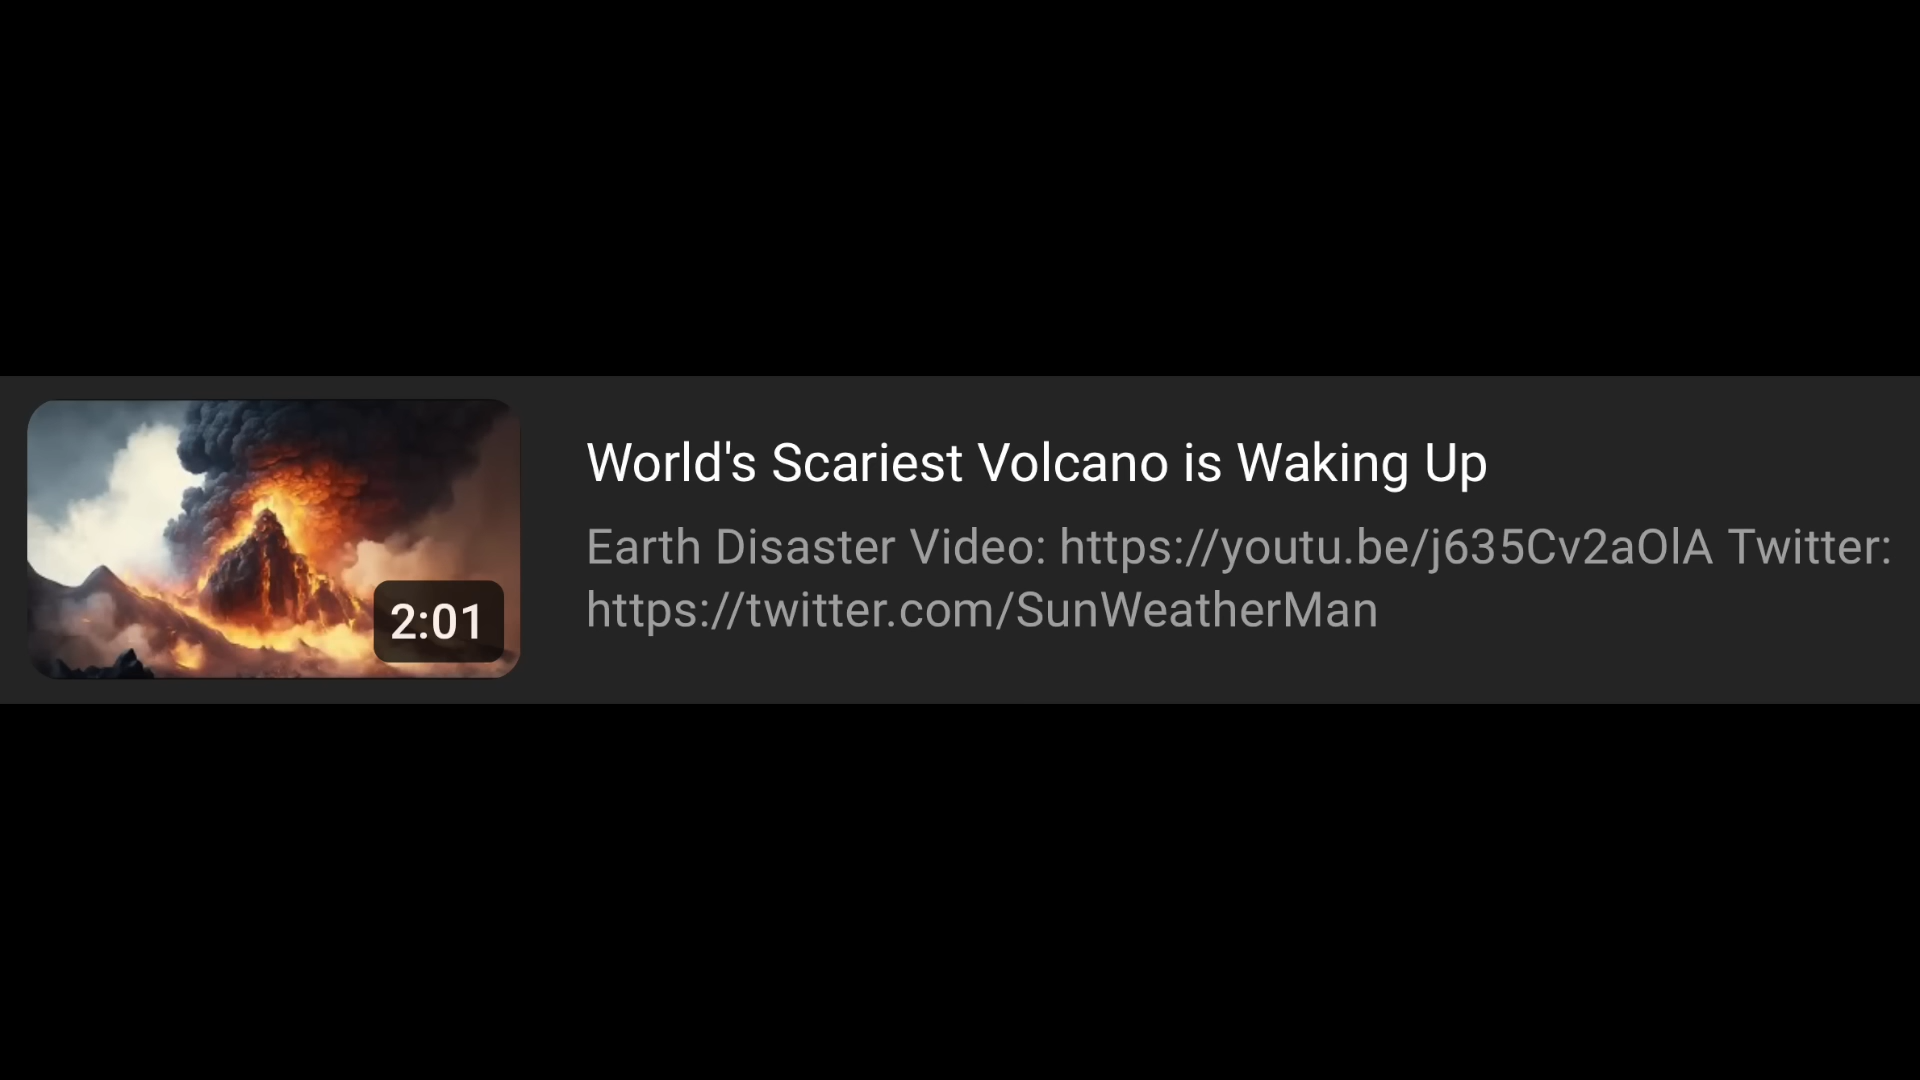 World's Scariest Volcano is Waking Up
Earth Disaster Video: https://youtu.be/j635Cv2aOlA Twitter:
https://twitter.com/SunWeatherMan
2:01